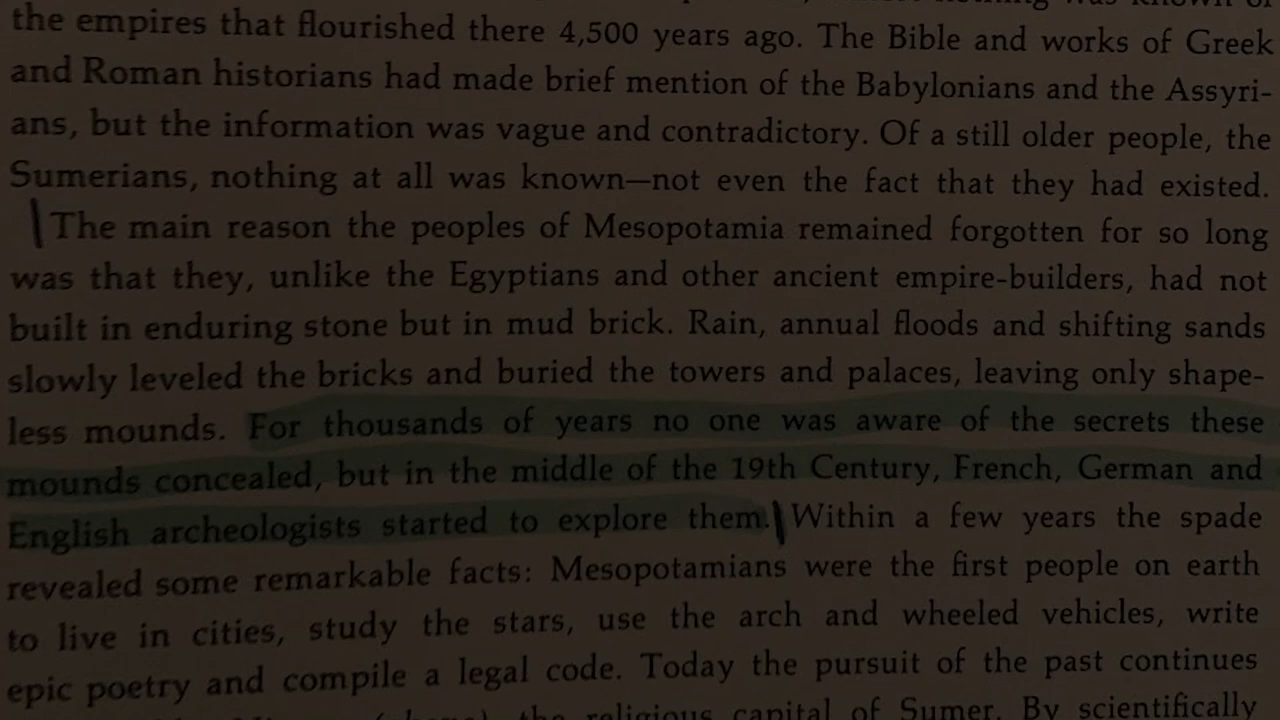 the empires that flourished there 4,500 years ago. The Bible and works of Greek
and Roman historians had made brief mention of the Babylonians and the Assyri-
ans, but the information was vague and contradictory. Of a still older people, the
Sumerians, nothing at all was known—not even the fact that they had existed.
The main reason the peoples of Mesopotamia remained forgotten for so long
was that they, unlike the Egyptians and other ancient empire-builders, had not
built in enduring stone but in mud brick. Rain, annual floods and shifting sands
slowly leveled the bricks and buried the towers and palaces, leaving only shape-
less mounds. For thousands of years no one was aware of the secrets these
mounds concealed, but in the middle of the 19th Century, French, German and
English archeologists started to explore them. Within a few years the spade
revealed some remarkable facts: Mesopotamians were the first people on earth
to live in cities, study the stars, use the arch and wheeled vehicles, write
epic poetry and compile a legal code. Today the pursuit of the past continues
the religious capital of Sumer. By scientifically